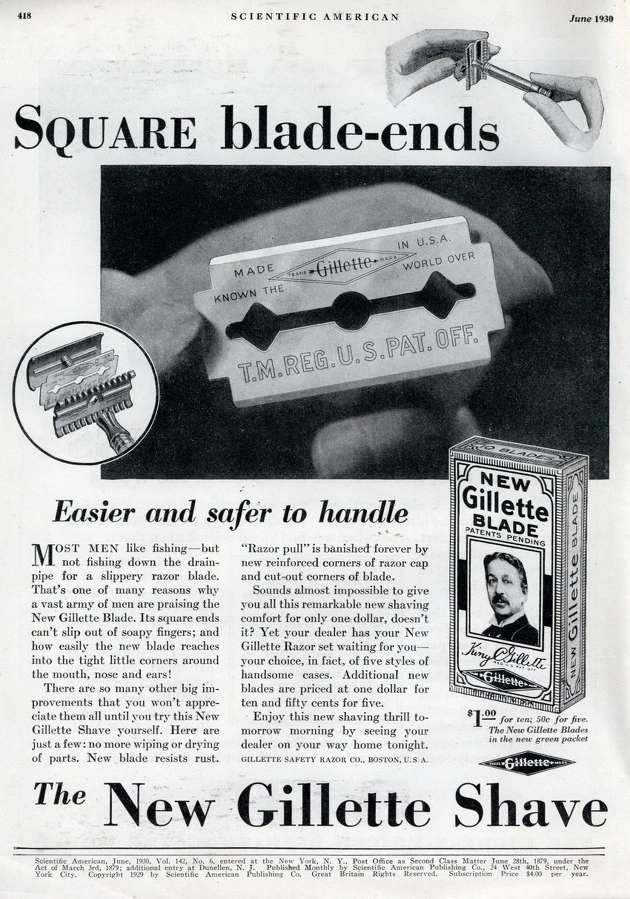 418
SCIENTIFIC AMERICAN
June 1930
SQUARE blade-ends
MADE
IN U.S.A.
TRADE Gillette MARK
KNOWN THE
WORLD OVER
T.M.REG.U.S.PAT.OFF.
Easier and safer to handle
MOST MEN like fishing—but
not fishing down the drain-
pipe for a slippery razor blade.
That's one of many reasons why
a vast army of men are praising the
New Gillette Blade. Its square ends
can't slip out of soapy fingers; and
how easily the new blade reaches
into the tight little corners around
the mouth, nose and ears!
There are so many other big im-
provements that you won't appre-
ciate them all until you try this New
Gillette Shave yourself. Here are
just a few: no more wiping or drying
of parts. New blade resists rust.
"Razor pull" is banished forever by
new reinforced corners of razor cap
and cut-out corners of blade.
Sounds almost impossible to give
you all this remarkable new shaving
comfort for only one dollar, doesn't
it? Yet your dealer has your New
Gillette Razor set waiting for you—
your choice, in fact, of five styles of
handsome cases. Additional new
blades are priced at one dollar for
ten and fifty cents for five.
Enjoy this new shaving thrill to-
morrow morning by seeing your
dealer on your way home tonight.
GILLETTE SAFETY RAZOR CO., BOSTON, U.S.A.
10 BLADES
NEW
Gillette
BLADE
PATENTS PENDING
King C Gillette
Gillette
NEW Gillette BLADE
$1.00 for ten; 50c for five.
The New Gillette Blades
in the new green packet
Gillette
The New Gillette Shave
Scientific American, June, 1930, Vol. 142, No. 6, entered at the New York, N. Y., Post Office as Second Class Matter June 28th, 1879, under the
Act of March 3rd, 1879; additional entry at Dunellen, N. J. Published Monthly by Scientific American Publishing Co., 24 West 40th Street, New
York City. Copyright 1929 by Scientific American Publishing Co. Great Britain Rights Reserved. Subscription Price $4.00 per year.